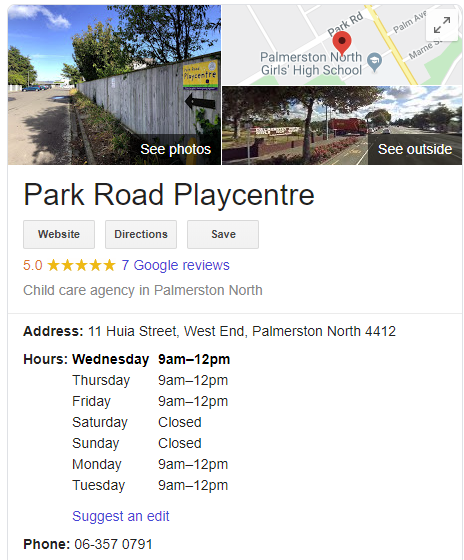 Park Rd
Palm Ave
Marne S
Palmerston North
Girls' High School
Park Road
Playcentre
See photos
See outside
Park Road Playcentre
Website Directions Save
5.0 7 Google reviews
Child care agency in Palmerston North
Address: 11 Huia Street, West End, Palmerston North 4412
Hours: Wednesday 9am–12pm
Thursday 9am–12pm
Friday 9am–12pm
Saturday Closed
Sunday Closed
Monday 9am–12pm
Tuesday 9am–12pm
Suggest an edit
Phone: 06-357 0791